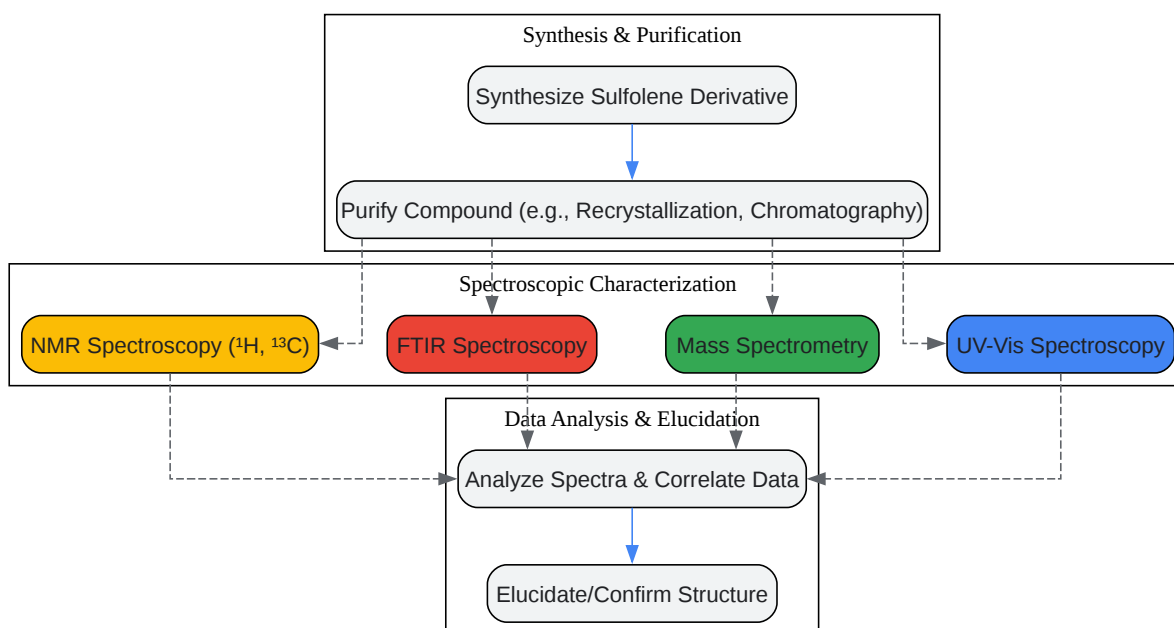 Synthesis & Purification
Synthesize Sulfolene Derivative
Purify Compound (e.g., Recrystallization, Chromatography)
Spectroscopic Characterization
NMR Spectroscopy (¹H, ¹³C)
FTIR Spectroscopy
Mass Spectrometry
UV-Vis Spectroscopy
Data Analysis & Elucidation
Analyze Spectra & Correlate Data
Elucidate/Confirm Structure